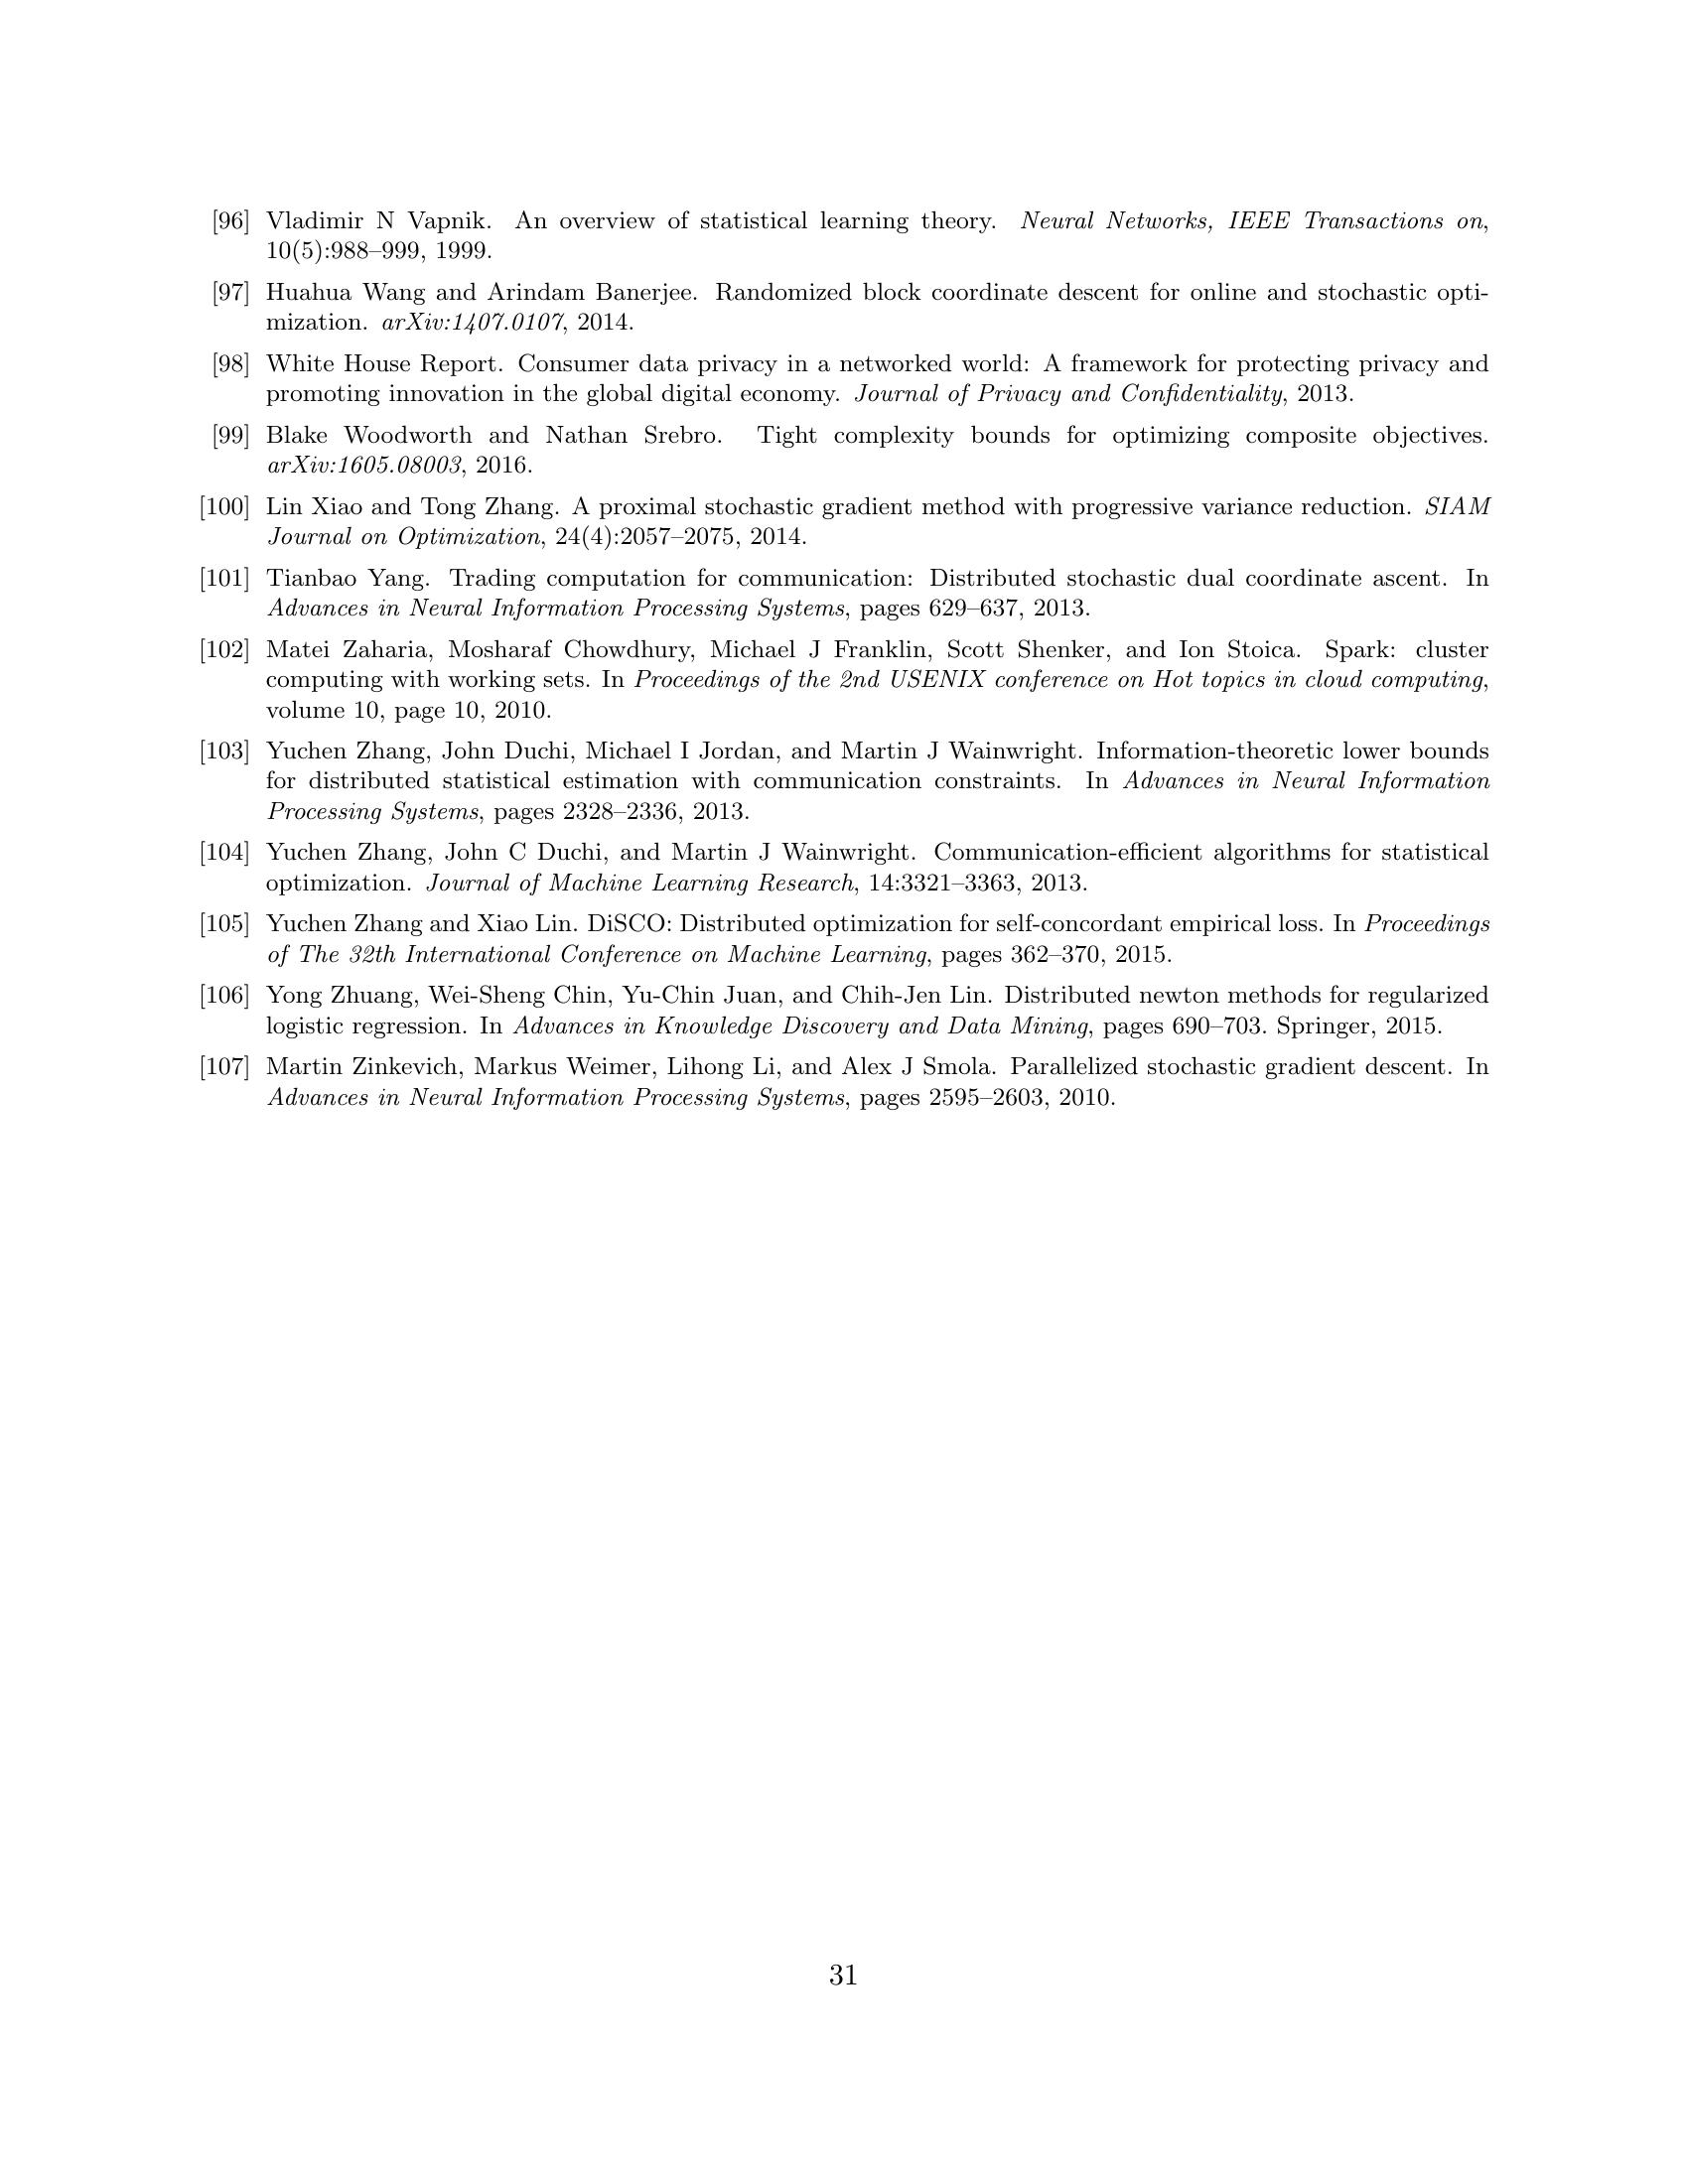 [96] Vladimir N Vapnik. An overview of statistical learning theory. Neural Networks, IEEE Transactions on,
10(5):988–999, 1999.
[97] Huahua Wang and Arindam Banerjee. Randomized block coordinate descent for online and stochastic opti-
mization. arXiv:1407.0107, 2014.
[98] White House Report. Consumer data privacy in a networked world: A framework for protecting privacy and
promoting innovation in the global digital economy. Journal of Privacy and Confidentiality, 2013.
[99] Blake Woodworth and Nathan Srebro. Tight complexity bounds for optimizing composite objectives.
arXiv:1605.08003, 2016.
[100] Lin Xiao and Tong Zhang. A proximal stochastic gradient method with progressive variance reduction. SIAM
Journal on Optimization, 24(4):2057–2075, 2014.
[101] Tianbao Yang. Trading computation for communication: Distributed stochastic dual coordinate ascent. In
Advances in Neural Information Processing Systems, pages 629–637, 2013.
[102] Matei Zaharia, Mosharaf Chowdhury, Michael J Franklin, Scott Shenker, and Ion Stoica. Spark: cluster
computing with working sets. In Proceedings of the 2nd USENIX conference on Hot topics in cloud computing,
volume 10, page 10, 2010.
[103] Yuchen Zhang, John Duchi, Michael I Jordan, and Martin J Wainwright. Information-theoretic lower bounds
for distributed statistical estimation with communication constraints. In Advances in Neural Information
Processing Systems, pages 2328–2336, 2013.
[104] Yuchen Zhang, John C Duchi, and Martin J Wainwright. Communication-efficient algorithms for statistical
optimization. Journal of Machine Learning Research, 14:3321–3363, 2013.
[105] Yuchen Zhang and Xiao Lin. DiSCO: Distributed optimization for self-concordant empirical loss. In Proceedings
of The 32th International Conference on Machine Learning, pages 362–370, 2015.
[106] Yong Zhuang, Wei-Sheng Chin, Yu-Chin Juan, and Chih-Jen Lin. Distributed newton methods for regularized
logistic regression. In Advances in Knowledge Discovery and Data Mining, pages 690–703. Springer, 2015.
[107] Martin Zinkevich, Markus Weimer, Lihong Li, and Alex J Smola. Parallelized stochastic gradient descent. In
Advances in Neural Information Processing Systems, pages 2595–2603, 2010.
31